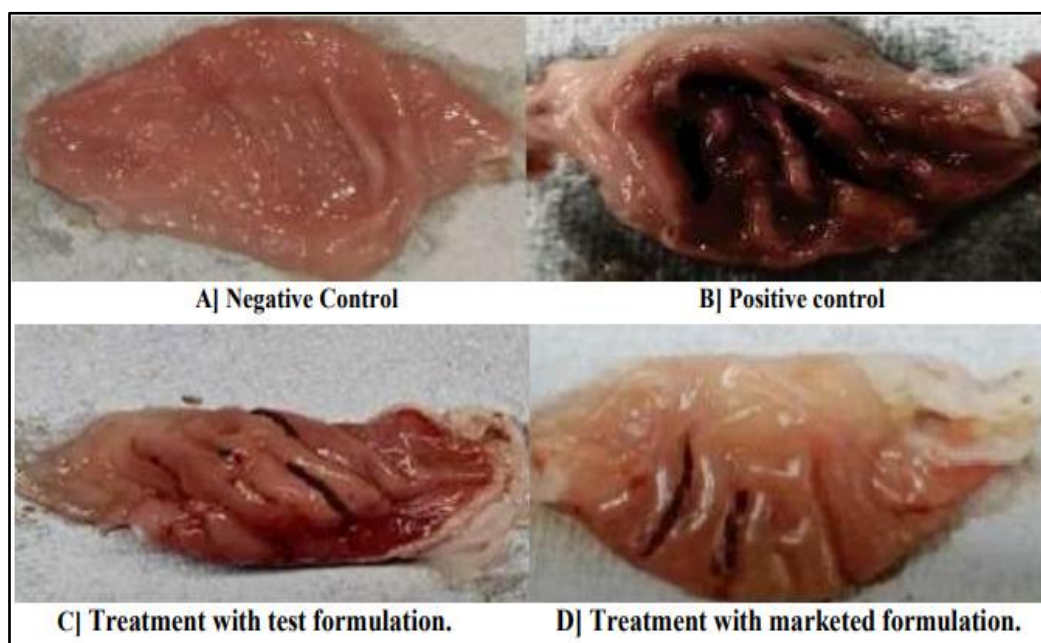 A] Negative Control
B] Positive control
C] Treatment with test formulation.
D] Treatment with marketed formulation.